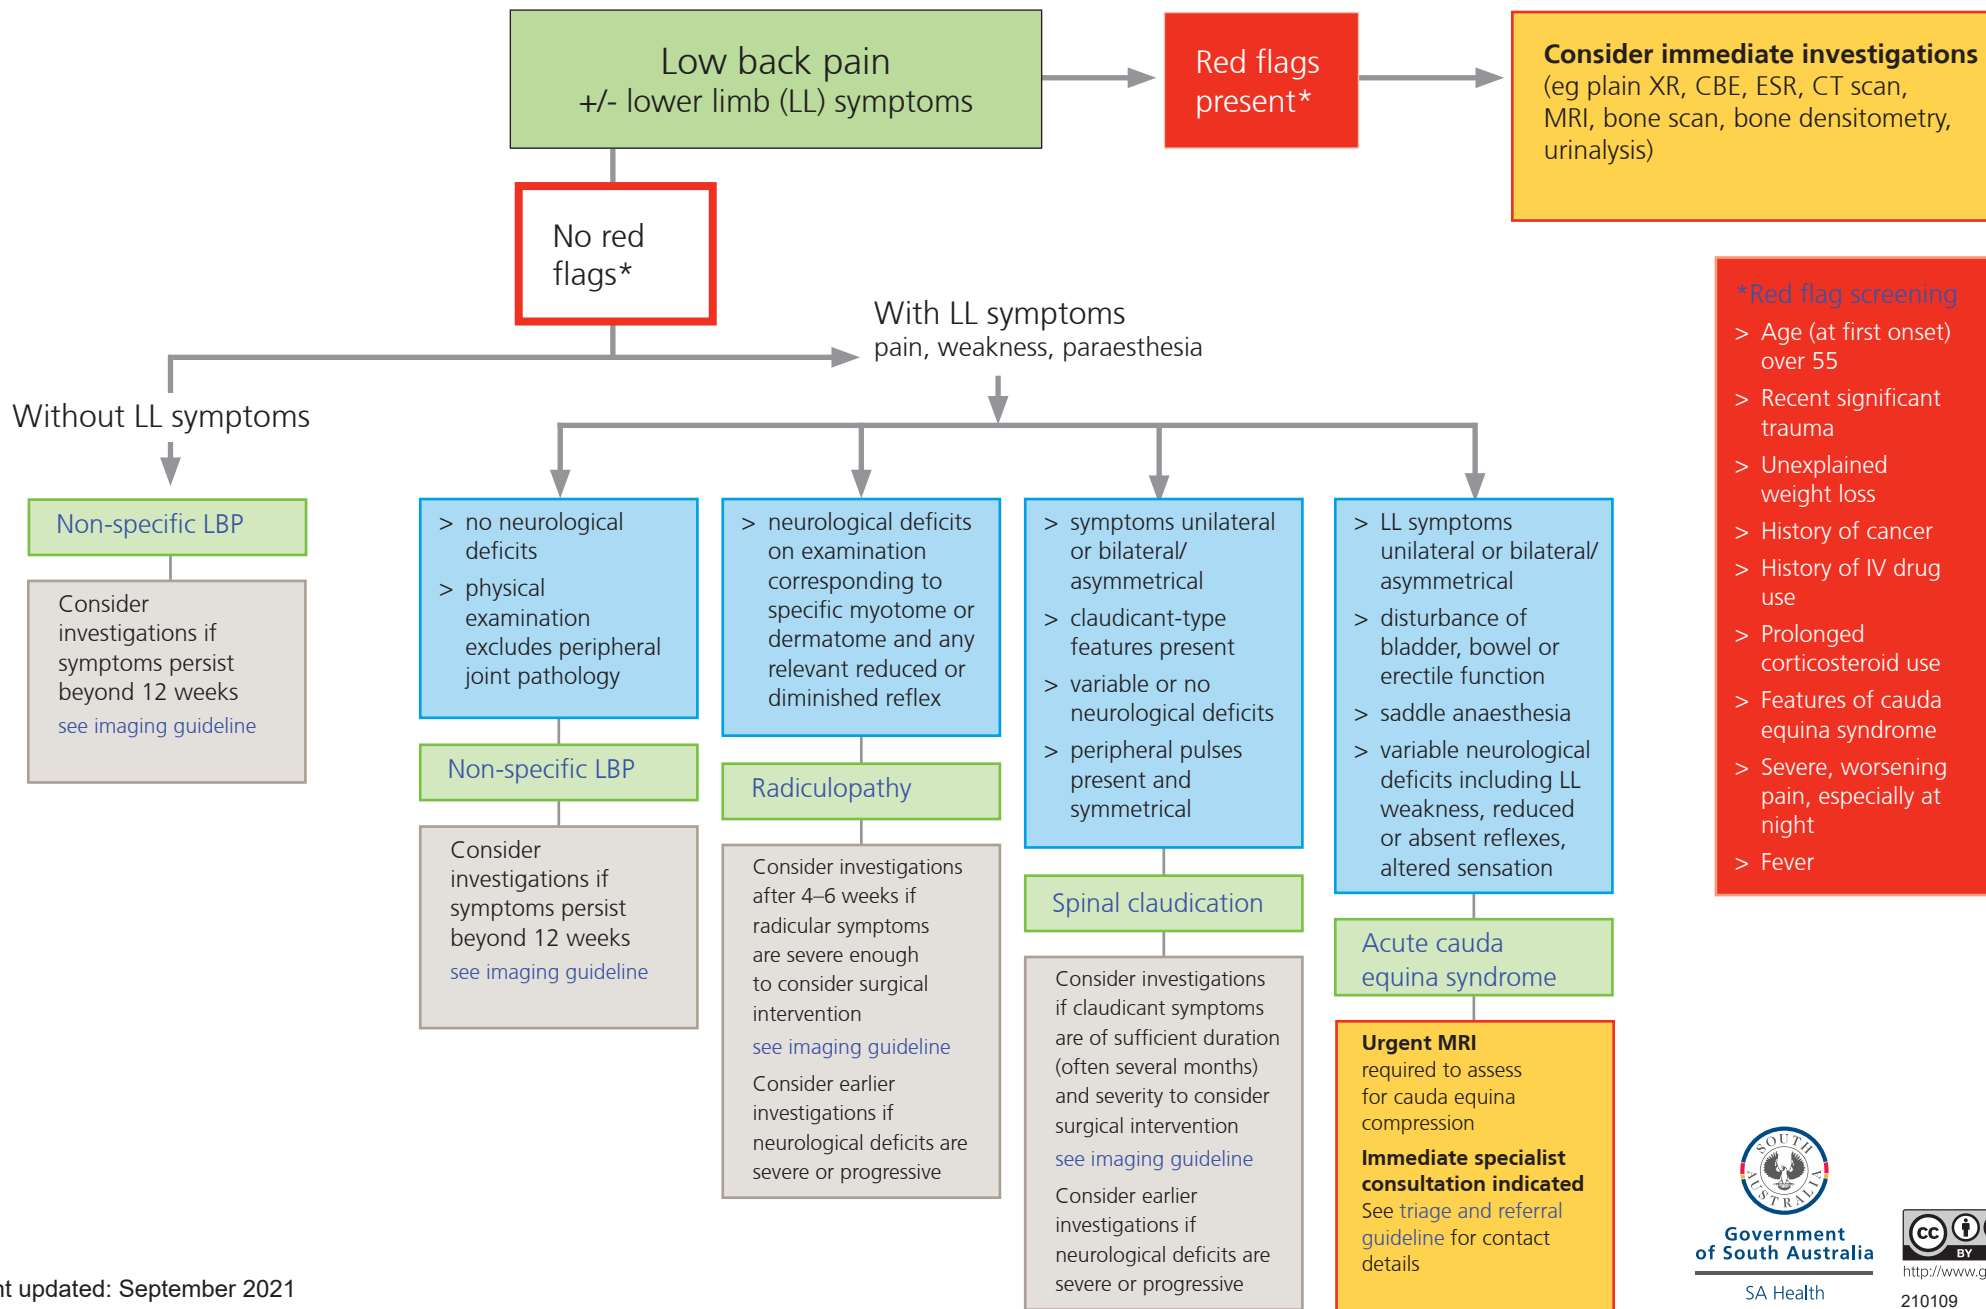 Low back pain
+/- lower limb (LL) symptoms
Red flags
present*
Consider immediate investigations
(eg plain XR, CBE, ESR, CT scan,
MRI, bone scan, bone densitometry,
urinalysis)
No red
flags*
With LL symptoms
pain, weakness, paraesthesia
Without LL symptoms
Non-specific LBP
Consider
investigations if
symptoms persist
beyond 12 weeks
see imaging guideline
> no neurological
deficits
> physical
examination
excludes peripheral
joint pathology
Non-specific LBP
Consider
investigations if
symptoms persist
beyond 12 weeks
see imaging guideline
> neurological deficits
on examination
corresponding to
specific myotome or
dermatome and any
relevant reduced or
diminished reflex
Radiculopathy
Consider investigations
after 4–6 weeks if
radicular symptoms
are severe enough
to consider surgical
intervention
see imaging guideline
Consider earlier
investigations if
neurological deficits are
severe or progressive
> symptoms unilateral
or bilateral/
asymmetrical
> claudicant-type
features present
> variable or no
neurological deficits
> peripheral pulses
present and
symmetrical
Spinal claudication
Consider investigations
if claudicant symptoms
are of sufficient duration
(often several months)
and severity to consider
surgical intervention
see imaging guideline
Consider earlier
investigations if
neurological deficits are
severe or progressive
> LL symptoms
unilateral or bilateral/
asymmetrical
> disturbance of
bladder, bowel or
erectile function
> saddle anaesthesia
> variable neurological
deficits including LL
weakness, reduced
or absent reflexes,
altered sensation
Acute cauda
equina syndrome
Urgent MRI
required to assess
for cauda equina
compression
Immediate specialist
consultation indicated
See triage and referral
guideline for contact
details
*Red flag screening
> Age (at first onset)
over 55
> Recent significant
trauma
> Unexplained
weight loss
> History of cancer
> History of IV drug
use
> Prolonged
corticosteroid use
> Features of cauda
equina syndrome
> Severe, worsening
pain, especially at
night
> Fever
SOUTH
AUSTRALIA
Government
of South Australia
SA Health
cc
BY
http://www.g
210109
nt updated: September 2021